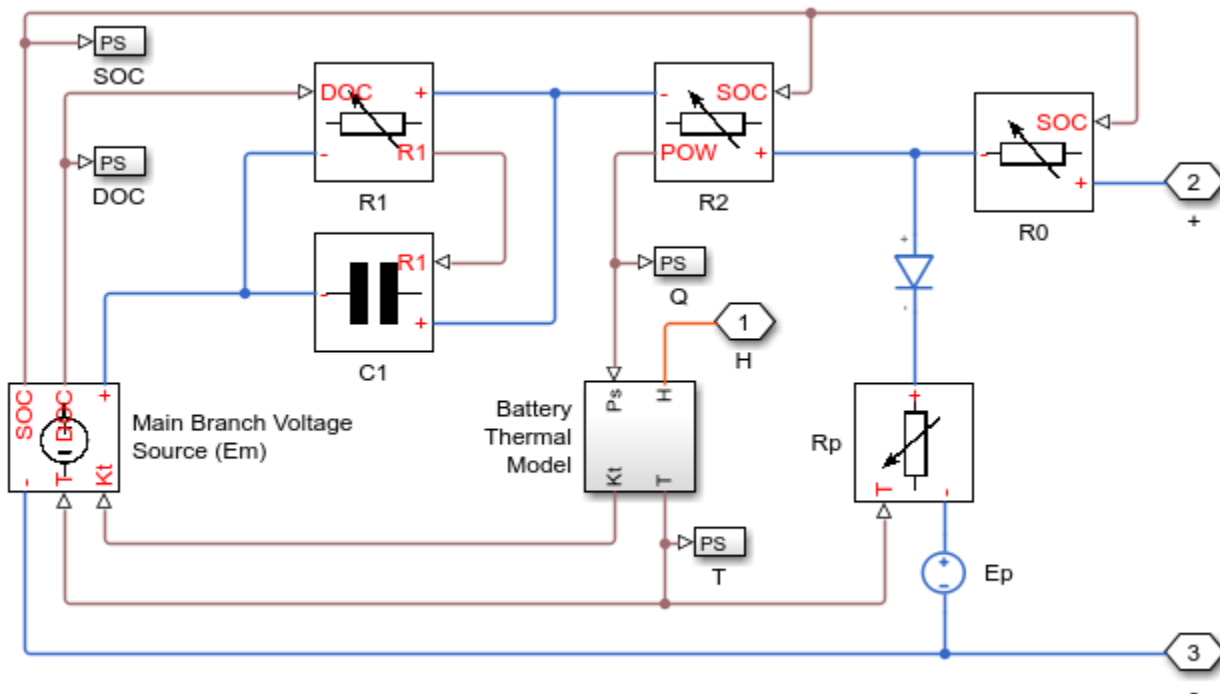 PS
SOC
DOC
+
-
R1
R1
SOC
-
POW
+
R2
SOC
-
+
R0
2
+
PS
DOC
R1
-
+
C1
PS
Q
1
H
+
-
SOC
DOC
+
-
T
Kt
Main Branch Voltage
Source (Em)
Battery
Thermal
Model
Ps
H
Kt
T
Rp
+
T
-
PS
T
+
-
Ep
3